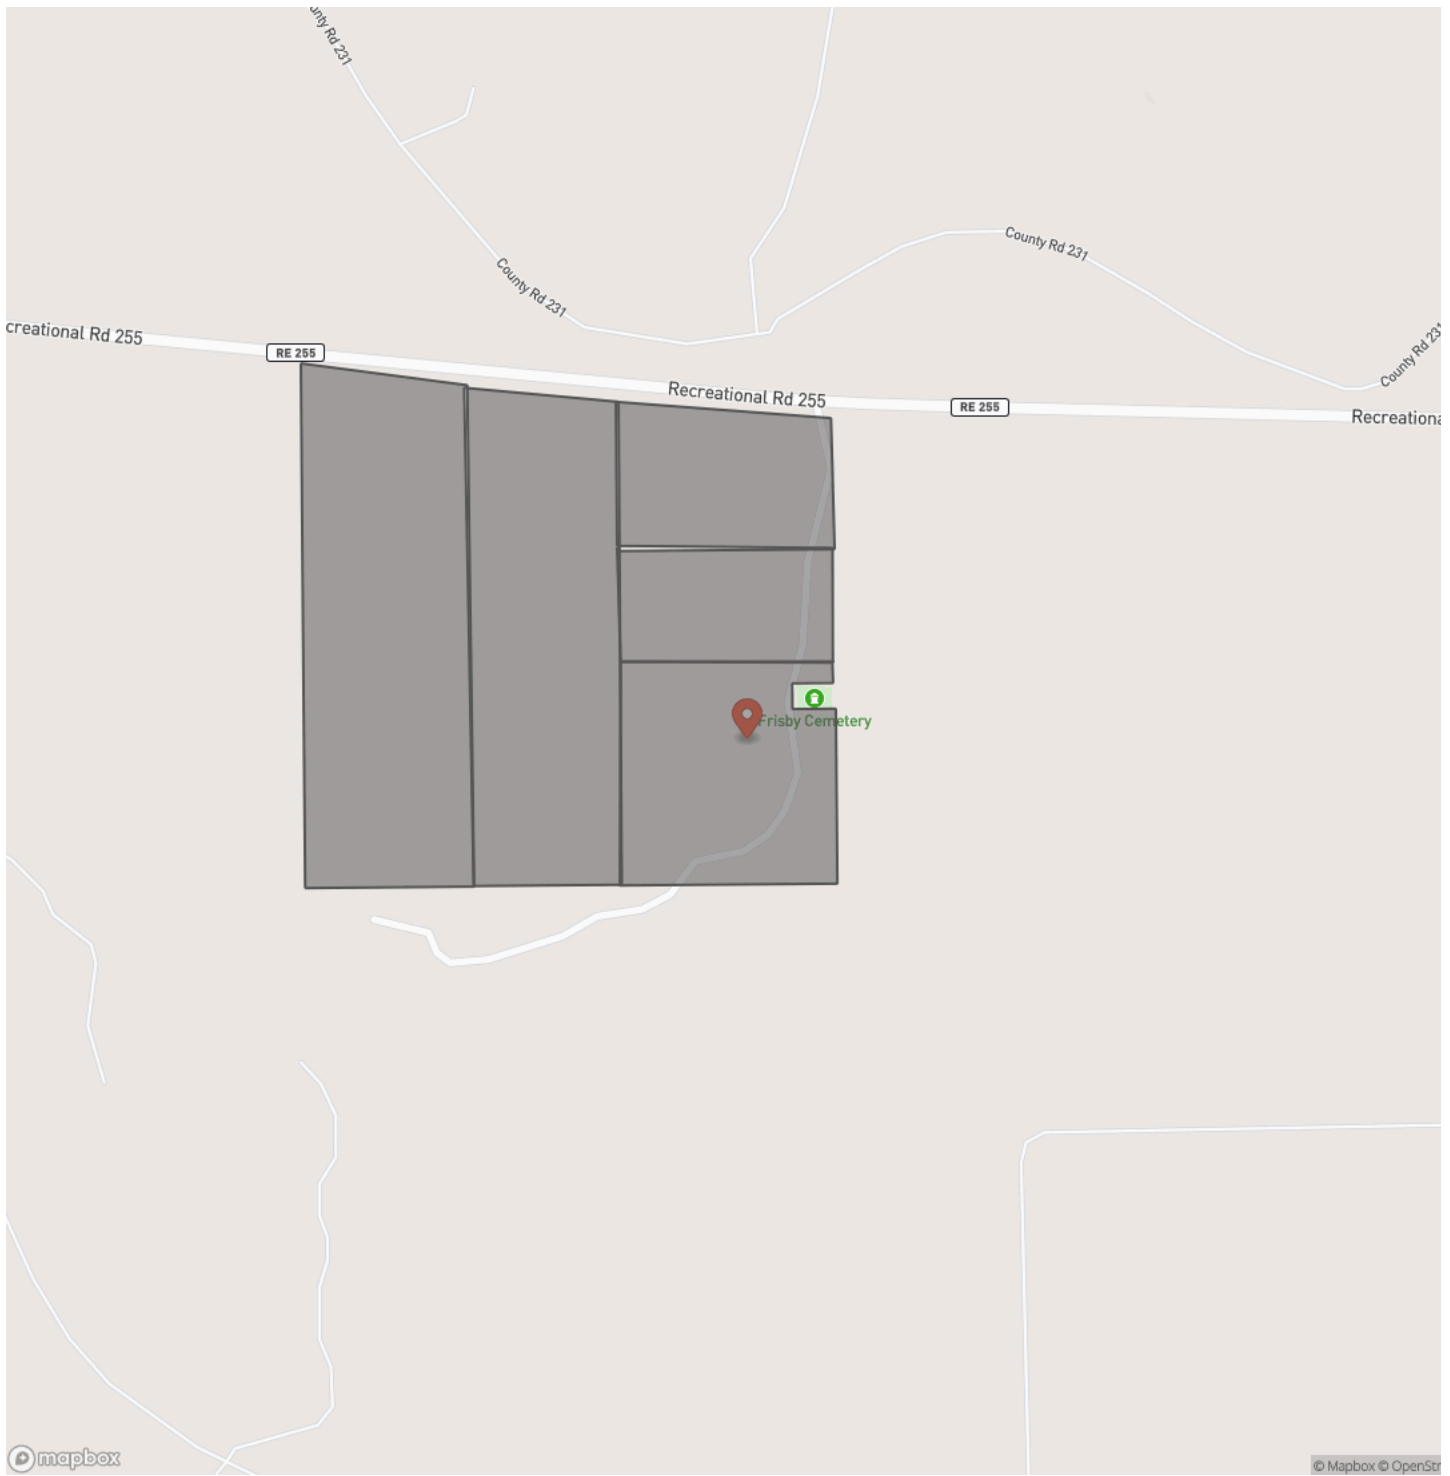 unty Rd 231
County Rd 231
County Rd 231
County Rd 231
creational Rd 255
RE 255
Recreational Rd 255
RE 255
Recreationa
Frisby Cemetery
mapbox
© Mapbox © OpenStr